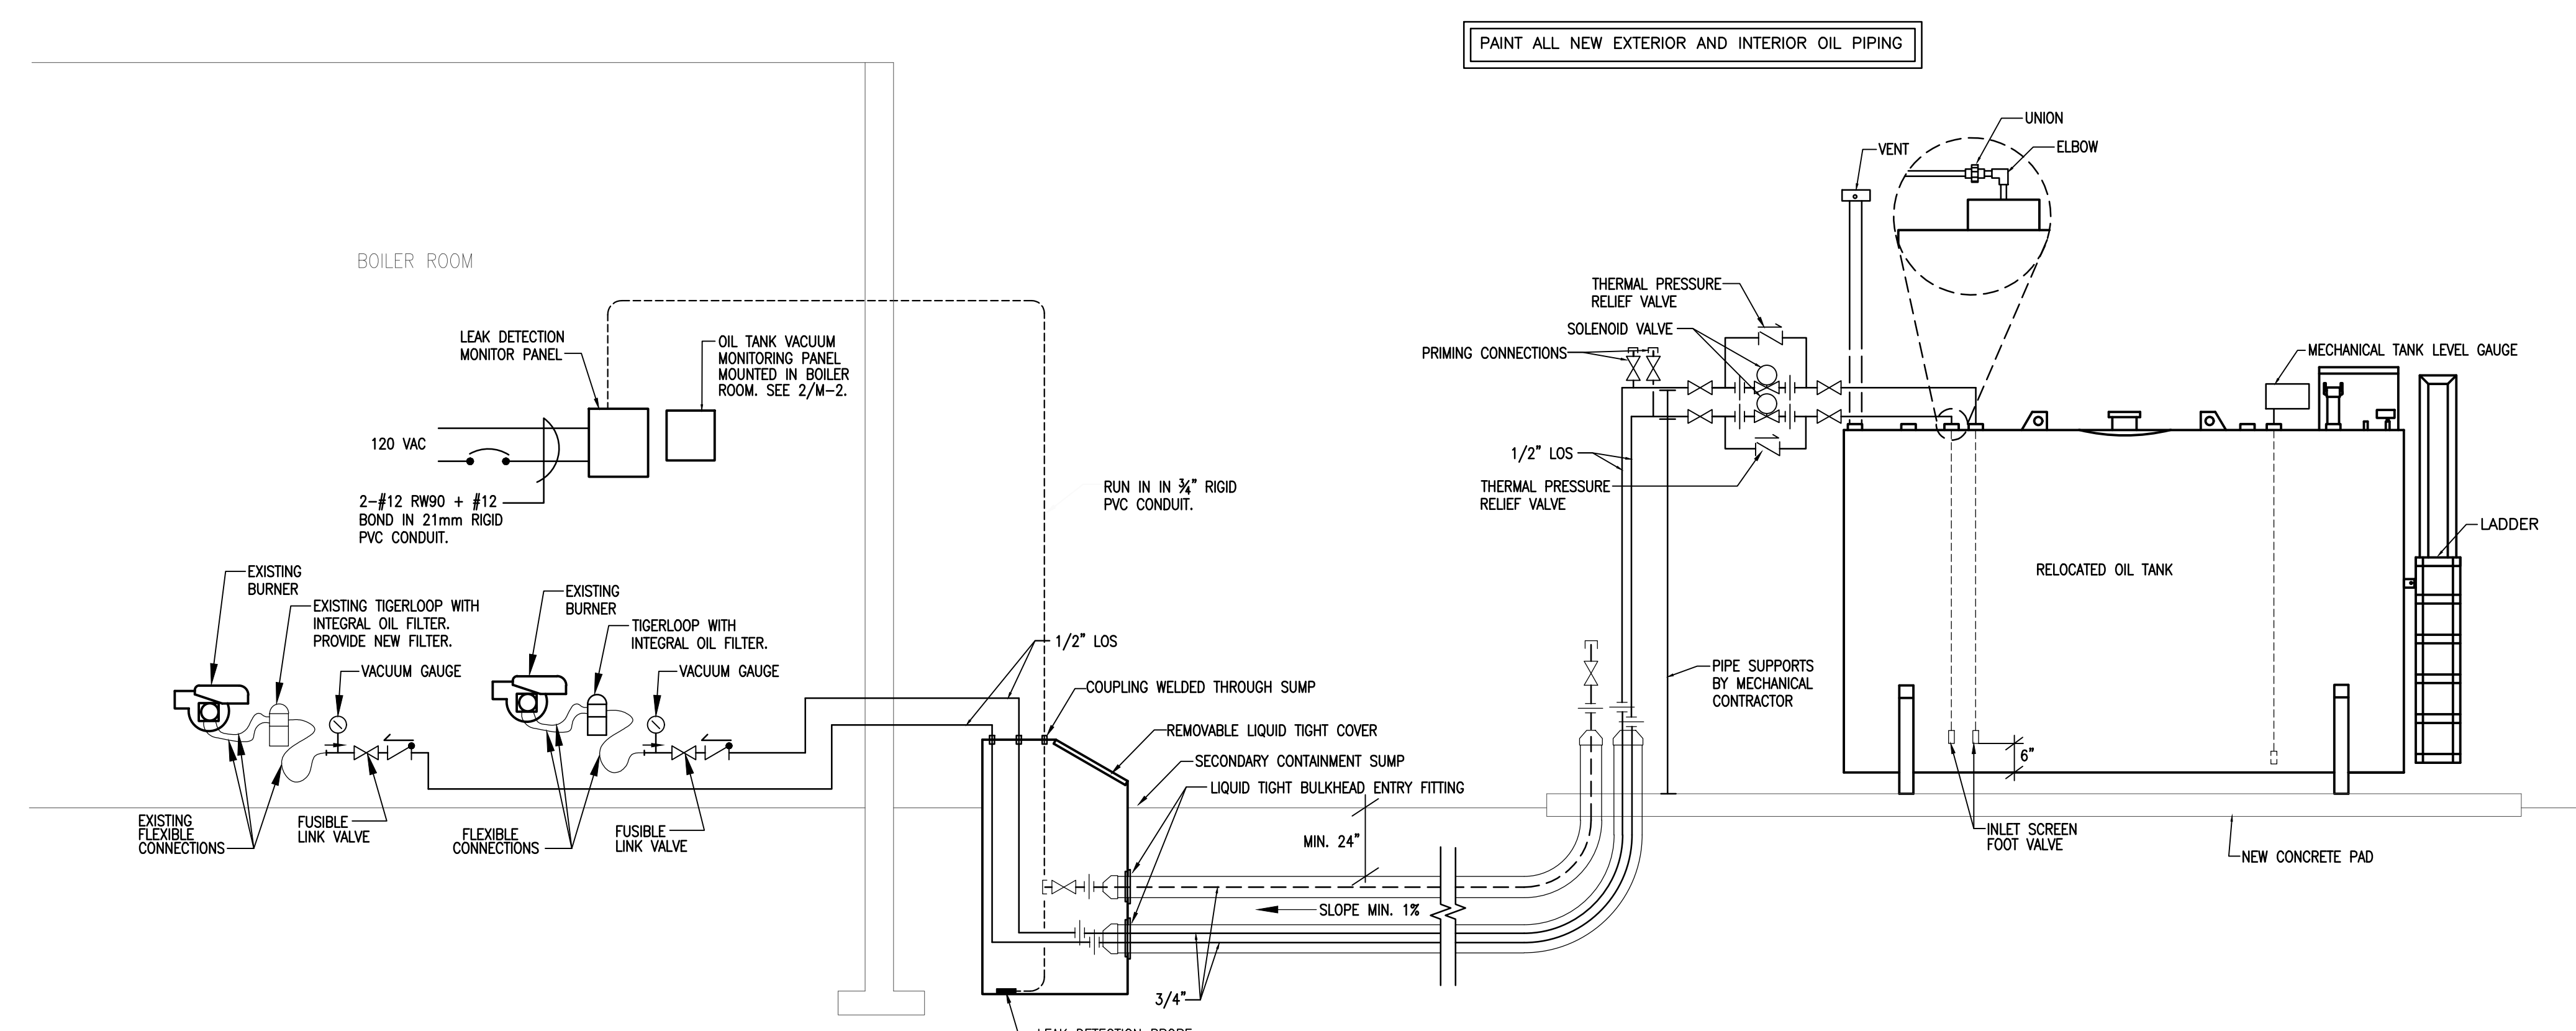 PAINT ALL NEW EXTERIOR AND INTERIOR OIL PIPING
UNION
ELBOW
VENT
BOILER ROOM
THERMAL PRESSURE
RELIEF VALVE
SOLENOID VALVE
PRIMING CONNECTIONS
MECHANICAL TANK LEVEL GAUGE
LEAK DETECTION
MONITOR PANEL
OIL TANK VACUUM
MONITORING PANEL
MOUNTED IN BOILER
ROOM. SEE 2/M-2.
120 VAC
2-#12 RW90 + #12
BOND IN 21mm RIGID
PVC CONDUIT.
RUN IN IN ¾" RIGID
PVC CONDUIT.
1/2" LOS
THERMAL PRESSURE
RELIEF VALVE
LADDER
RELOCATED OIL TANK
EXISTING
BURNER
EXISTING TIGERLOOP WITH
INTEGRAL OIL FILTER.
PROVIDE NEW FILTER.
VACUUM GAUGE
EXISTING
BURNER
TIGERLOOP WITH
INTEGRAL OIL FILTER.
VACUUM GAUGE
1/2" LOS
COUPLING WELDED THROUGH SUMP
REMOVABLE LIQUID TIGHT COVER
SECONDARY CONTAINMENT SUMP
LIQUID TIGHT BULKHEAD ENTRY FITTING
PIPE SUPPORTS
BY MECHANICAL
CONTRACTOR
6"
EXISTING
FLEXIBLE
CONNECTIONS
FUSIBLE
LINK VALVE
FLEXIBLE
CONNECTIONS
FUSIBLE
LINK VALVE
MIN. 24"
INLET SCREEN
FOOT VALVE
NEW CONCRETE PAD
SLOPE MIN. 1%
3/4"
LEAK DETECTION PROBE